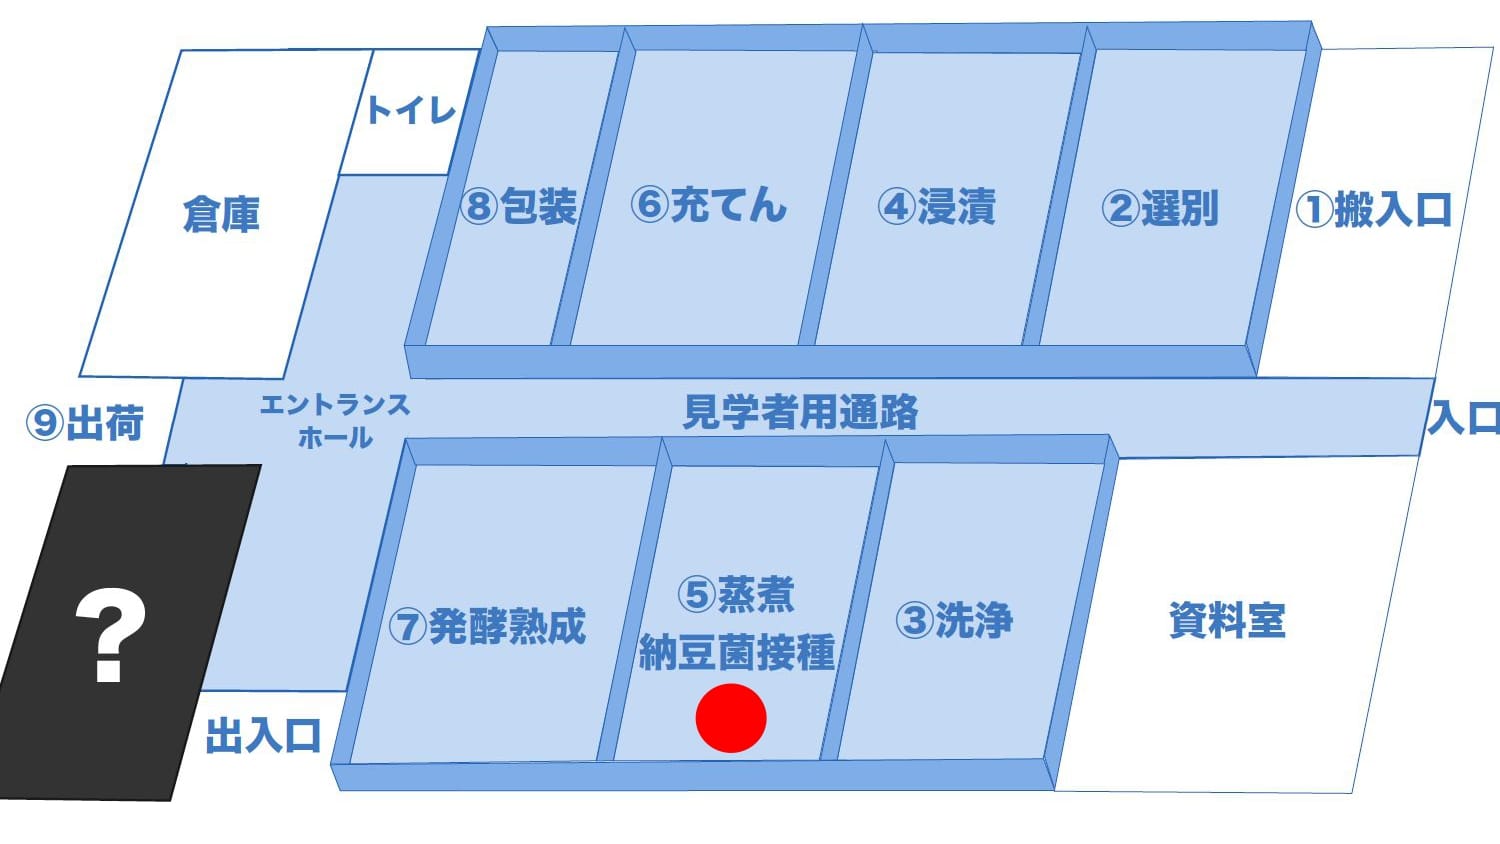 トイレ
倉庫
⑧包装
⑥充てん
④浸漬
②選別
①搬入口
⑨出荷
エントランス
ホール
見学者用通路
入口
?
⑦発酵熟成
⑤蒸煮
納豆菌接種
③洗浄
資料室
出入口